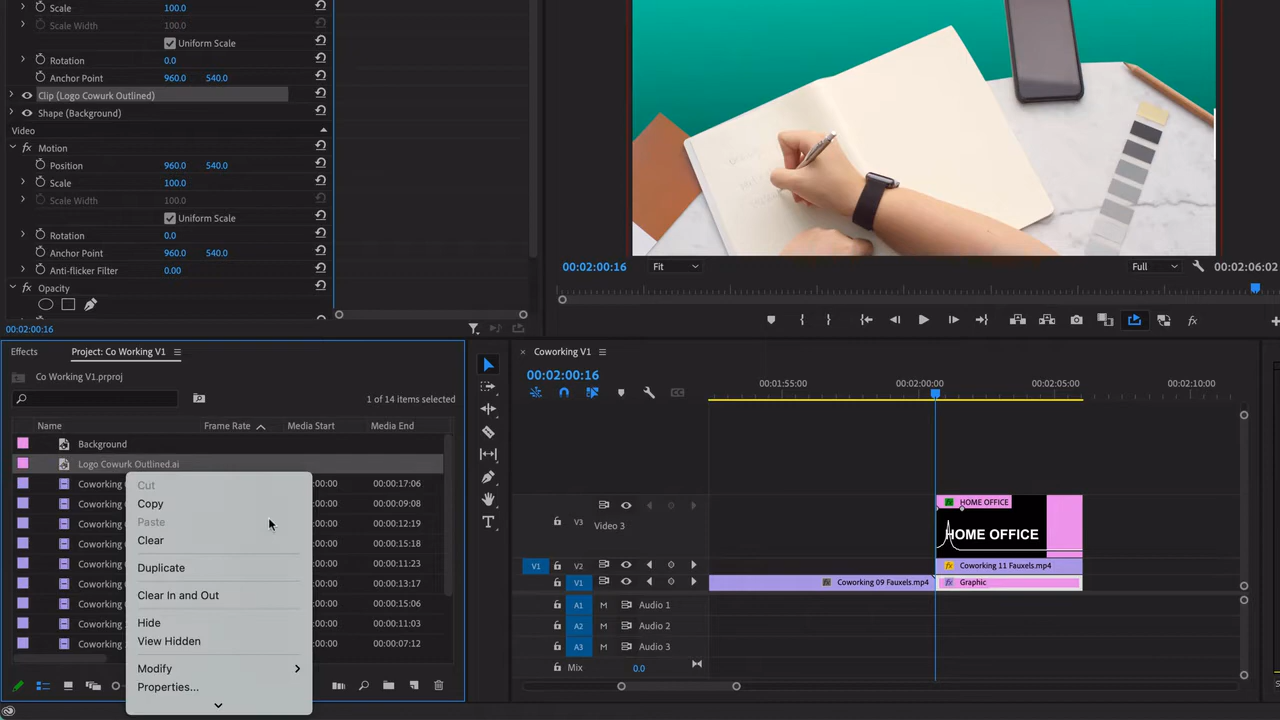 Scale 100.0
Scale Width 100.0
Uniform Scale
Rotation 0.0
Anchor Point 960.0 540.0
Clip (Logo Cowurk Outlined)
Shape (Background)
Video
fx Motion
Position 960.0 540.0
Scale 100.0
Scale Width 100.0
Uniform Scale
Rotation 0.0
Anchor Point 960.0 540.0
Anti-flicker Filter 0.00
fx Opacity
00:02:00:16
00:02:00:16 Fit Full 00:02:06:02
fx
Effects Project: Co Working V1
Co Working V1.prproj
1 of 14 items selected
Name Frame Rate Media Start Media End
Background
Logo Cowurk Outlined.ai
Coworking :00:00 00:00:17:06
Coworking :00:00 00:00:09:08
Coworking :00:00 00:00:12:19
Coworking :00:00 00:00:15:18
Coworking :00:00 00:00:10:03
Coworking :00:00 00:00:13:17
Coworking :00:00 00:00:15:06
Coworking :00:00 00:00:11:03
Coworking :00:00 00:00:07:12
Cut
Copy
Paste
Clear
Duplicate
Clear In and Out
Hide
View Hidden
Modify
Properties...
Coworking V1
00:02:00:16
00:01:55:00 00:02:00:00 00:02:05:00 00:02:10:00
V3 Video 3
fx HOME OFFICE
HOME OFFICE
V1 V2 fx Coworking 11 Fauxels.mp4
V1 fx Coworking 09 Fauxels.mp4 fx Graphic
A1 M Audio 1
A2 M Audio 2
A3 M Audio 3
Mix 0.0